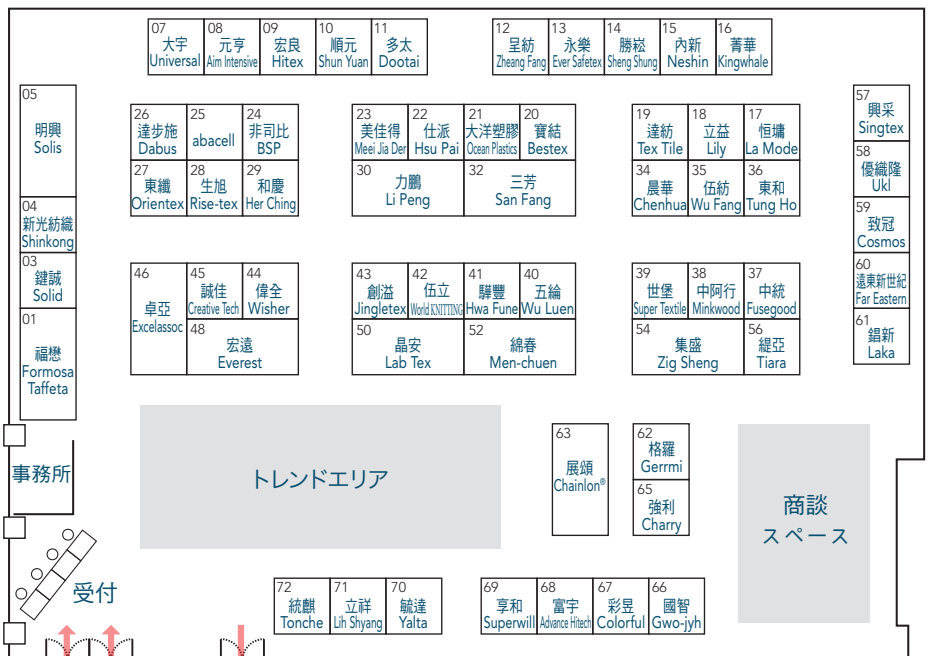 07
大宇
Universal
08
元亨
Aim Intensive
09
宏良
Hitex
10
順元
Shun Yuan
11
多太
Dootai
12
呈紡
Zheang Fang
13
永樂
Ever Safetex
14
勝崧
Sheng Shung
15
內新
Neshin
16
菁華
Kingwhale
05
明興
Solis
04
新光紡織
Shinkong
03
鍵誠
Solid
01
福懋
Formosa
Taffeta
26
達步施
Dabus
25
abacell
24
非司比
BSP
27
東纖
Orientex
28
生旭
Rise-tex
29
和慶
Her Ching
23
美佳得
Meei Jia Der
22
仕派
Hsu Pai
21
大洋塑膠
Ocean Plastics
20
寶結
Bestex
30
力鵬
Li Peng
32
三芳
San Fang
19
達紡
Tex Tile
18
立益
Lily
17
恒墉
La Mode
34
晨華
Chenhua
35
伍紡
Wu Fang
36
東和
Tung Ho
57
興采
Singtex
58
優織隆
Ukl
59
致冠
Cosmos
60
遠東新世紀
Far Eastern
61
錩新
Laka
46
卓亞
Excelassoc
45
誠佳
Creative Tech
44
偉全
Wisher
48
宏遠
Everest
43
創溢
Jingletex
42
伍立
World KNITTING
41
驊豐
Hwa Fune
40
五綸
Wu Luen
50
晶安
Lab Tex
52
綿春
Men-chuen
39
世堡
Super Textile
38
中阿行
Minkwood
37
中統
Fusegood
54
集盛
Zig Sheng
56
緹亞
Tiara
トレンドエリア
63
展頌
Chainlon®
62
格羅
Gerrmi
65
強利
Charry
商談
スペース
事務所
受付
72
統麒
Tonche
71
立祥
Lih Shyang
70
毓達
Yalta
69
享和
Superwill
68
富宇
Advance Hitech
67
彩昱
Colorful
66
國智
Gwo-jyh